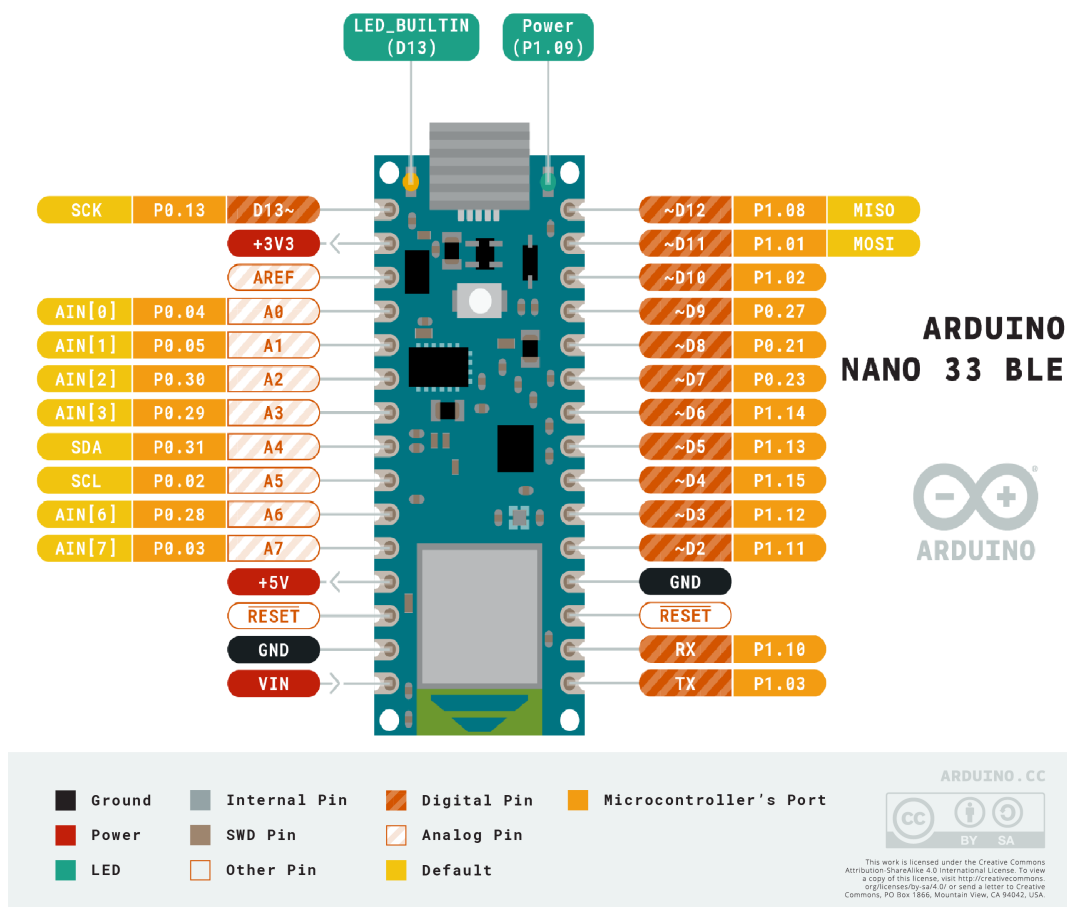 LED_BUILTIN
(D13)
Power
(P1.09)
SCK P0.13 D13~
+3V3
AREF
AIN[0] P0.04 A0
AIN[1] P0.05 A1
AIN[2] P0.30 A2
AIN[3] P0.29 A3
SDA P0.31 A4
SCL P0.02 A5
AIN[6] P0.28 A6
AIN[7] P0.03 A7
+5V
RESET
GND
VIN
~D12 P1.08 MISO
~D11 P1.01 MOSI
~D10 P1.02
~D9 P0.27
~D8 P0.21
~D7 P0.23
~D6 P1.14
~D5 P1.13
~D4 P1.15
~D3 P1.12
~D2 P1.11
GND
RESET
RX P1.10
TX P1.03
ARDUINO
NANO 33 BLE
®
ARDUINO
Ground
Power
LED
Internal Pin
SWD Pin
Other Pin
Digital Pin
Analog Pin
Default
Microcontroller's Port
ARDUINO.CC
cc
BY SA
This work is licensed under the Creative Commons
Attribution-ShareAlike 4.0 International License. To view
a copy of this license, visit http://creativecommons.
org/licenses/by-sa/4.0/ or send a letter to Creative
Commons, PO Box 1866, Mountain View, CA 94042, USA.